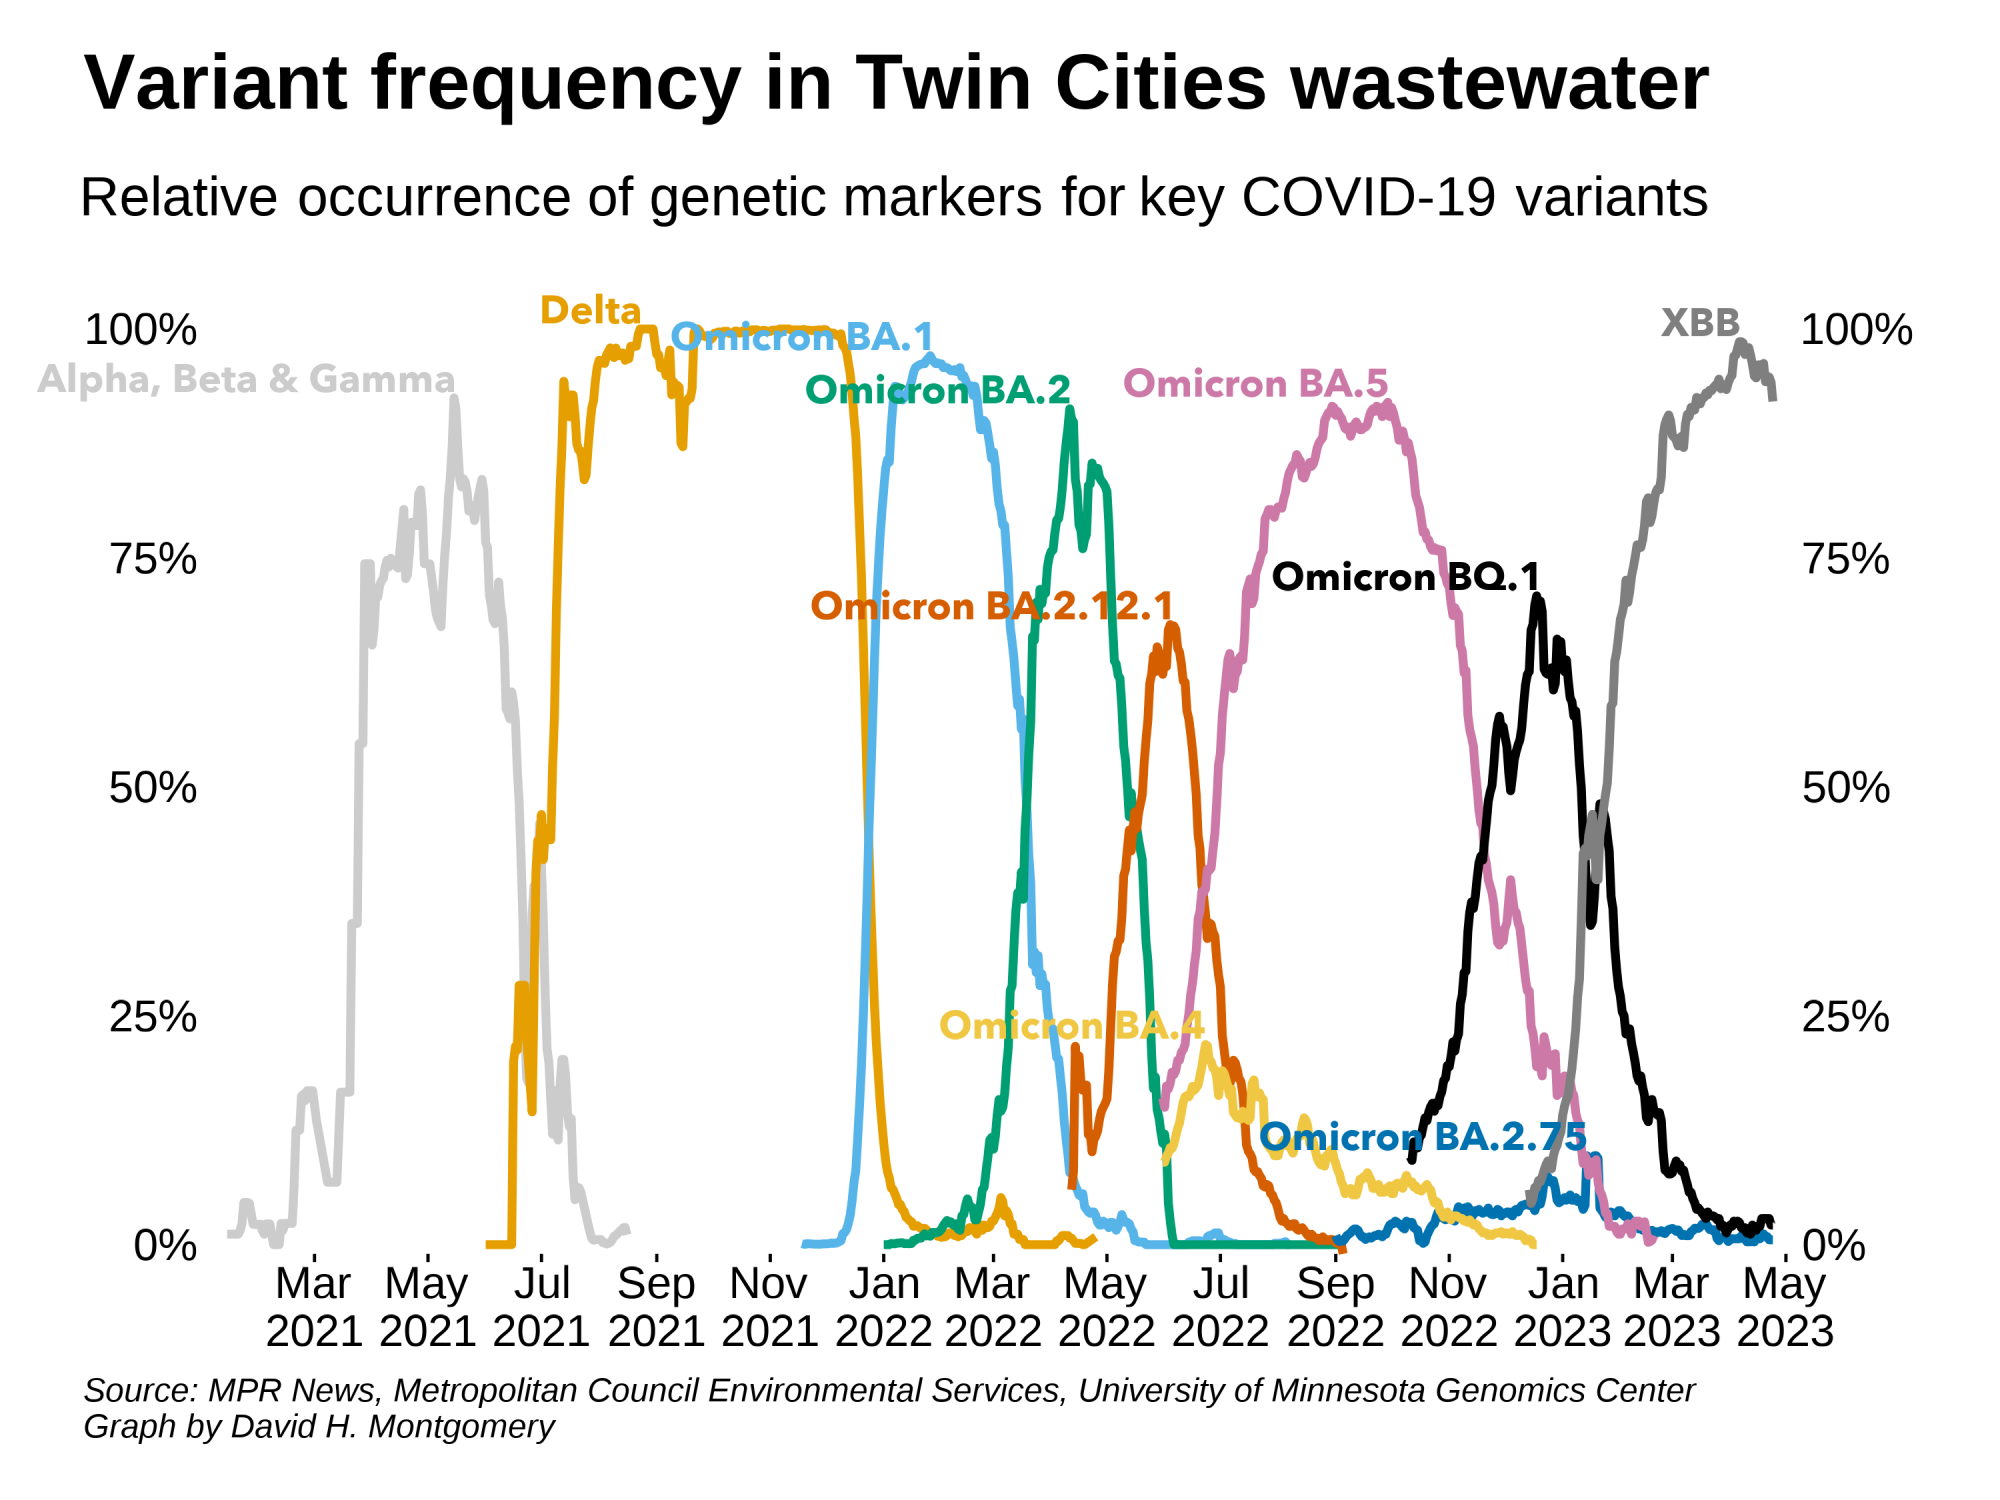 Variant frequency in Twin Cities wastewater
Relative occurrence of genetic markers for key COVID-19 variants
Delta
XBB
100%
Omicron BA.1
100%
Alpha, Beta & Gamma
Omicron BA.2
Omicron BA.5
75%
Omicron BQ.1
75%
Omicron BA.2.12.1
50%
50%
25%
Omicron BA.4
25%
Omicron BA.2.75
0%
0%
Mar May Jul Sep Nov Jan Mar May Jul Sep Nov Jan Mar May
2021 2021 2021 2021 2021 2022 2022 2022 2022 2022 2022 2023 2023 2023
Source: MPR News, Metropolitan Council Environmental Services, University of Minnesota Genomics Center
Graph by David H. Montgomery